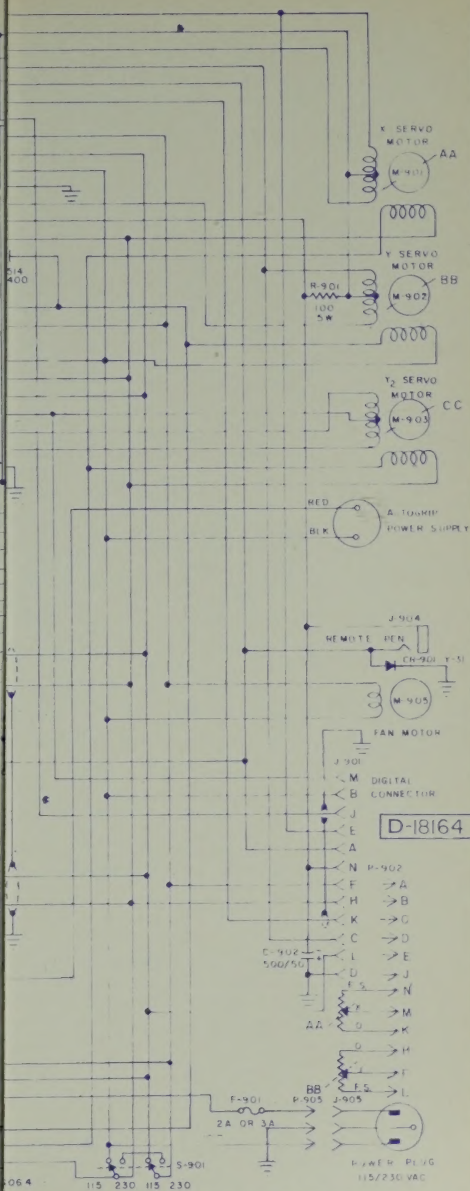 X SERVO
MOTOR
AA
M-901
Y SERVO
MOTOR
BB
M-902
R-901
100
5W
514
400
Y2 SERVO
MOTOR
CC
M-903
RED
BLK
AUTOGRIP
POWER SUPPLY
J-904
REMOTE PEN
CR-901
M-905
FAN MOTOR
J-901
M DIGITAL
B CONNECTOR
J
E
D-18164
A
N P-902
F A
H B
K C
C D
L E
D J
C-902
500/50
F.S. N
M
AA
K
H
BB
F
F.S. L
F-901 P-905 J-905
2A OR 3A
S-901
POWER PLUG
115/230 VAC
064 115 230 115 230